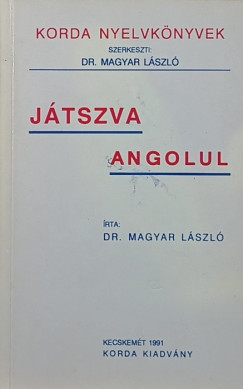 KORDA NYELVKÖNYVEK
SZERKESZTI:
DR. MAGYAR LÁSZLÓ
JÁTSZVA
ANGOLUL
ÍRTA:
DR. MAGYAR LÁSZLÓ
KECSKEMÉT 1991
KORDA KIADVÁNY